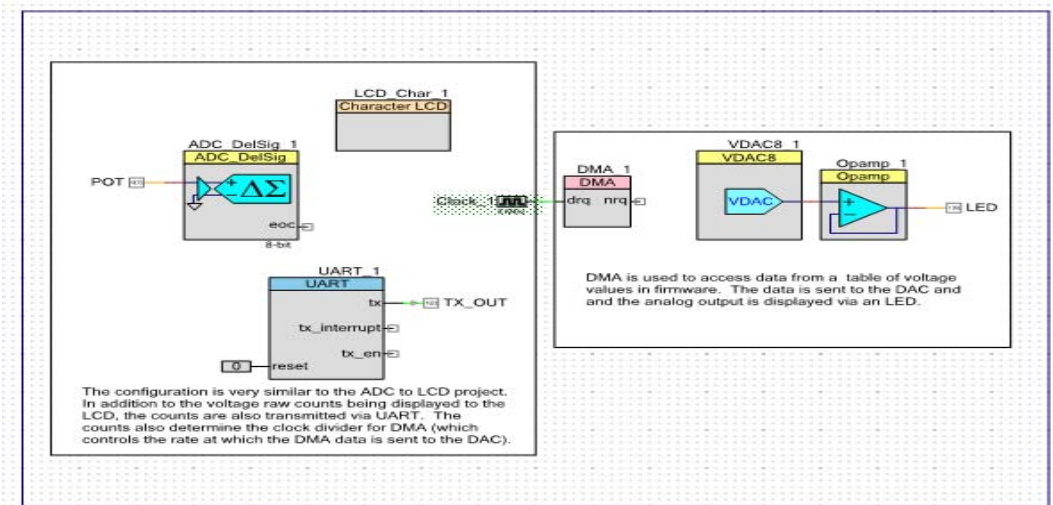 LCD_Char_1
Character LCD
ADC_DelSig_1
ADC_DelSig
POT
ΔΣ
eoc
8-bit
Clock_1
UART_1
UART
tx
TX_OUT
tx_interrupt
tx_en
0
reset
The configuration is very similar to the ADC to LCD project.
In addition to the voltage raw counts being displayed to the
LCD, the counts are also transmitted via UART. The
counts also determine the clock divider for DMA (which
controls the rate at which the DMA data is sent to the DAC).
DMA_1
DMA
drq nrq
VDAC8_1
VDAC8
VDAC
Opamp_1
Opamp
LED
DMA is used to access data from a table of voltage
values in firmware. The data is sent to the DAC and
and the analog output is displayed via an LED.